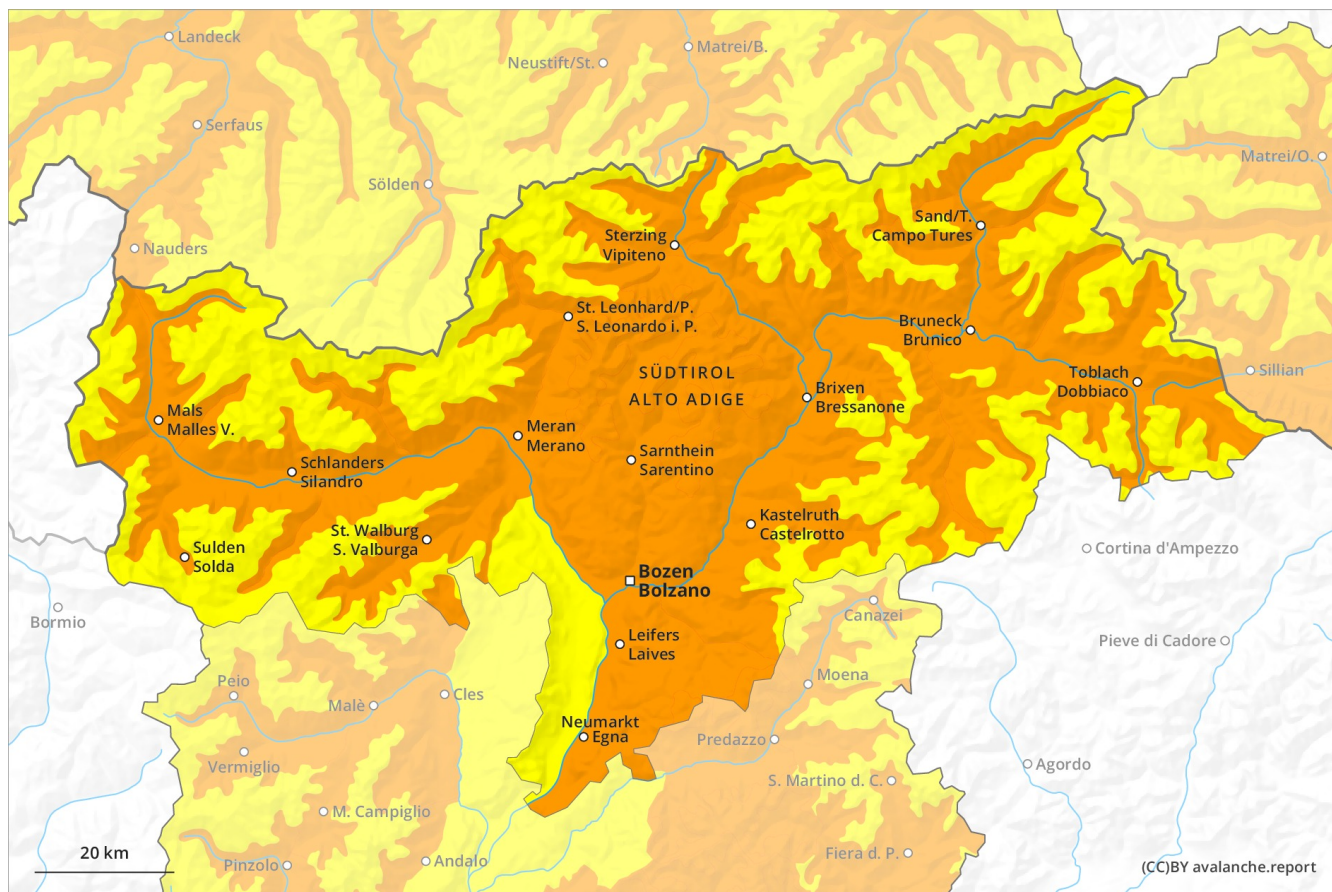 Landeck
Matrei/B.
Neustift/St.
Serfaus
Matrei/O.
Sölden
Sand/T.
Campo Tures
Nauders
Sterzing
Vipiteno
St. Leonhard/P.
S. Leonardo i. P.
Bruneck
Brunico
SÜDTIROL
ALTO ADIGE
Toblach
Dobbiaco
Sillian
Brixen
Bressanone
Mals
Malles V.
Meran
Merano
Schlanders
Silandro
Sarnthein
Sarentino
St. Walburg
S. Valburga
Kastelruth
Castelrotto
Sulden
Solda
Cortina d'Ampezzo
Bozen
Bolzano
Bormio
Canazei
Leifers
Laives
Pieve di Cadore
Peio
Moena
Malè
Cles
Neumarkt
Egna
Predazzo
Vermiglio
Agordo
S. Martino d. C.
M. Campiglio
20 km
Pinzolo
Andalo
Fiera d. P.
(CC)BY avalanche.report